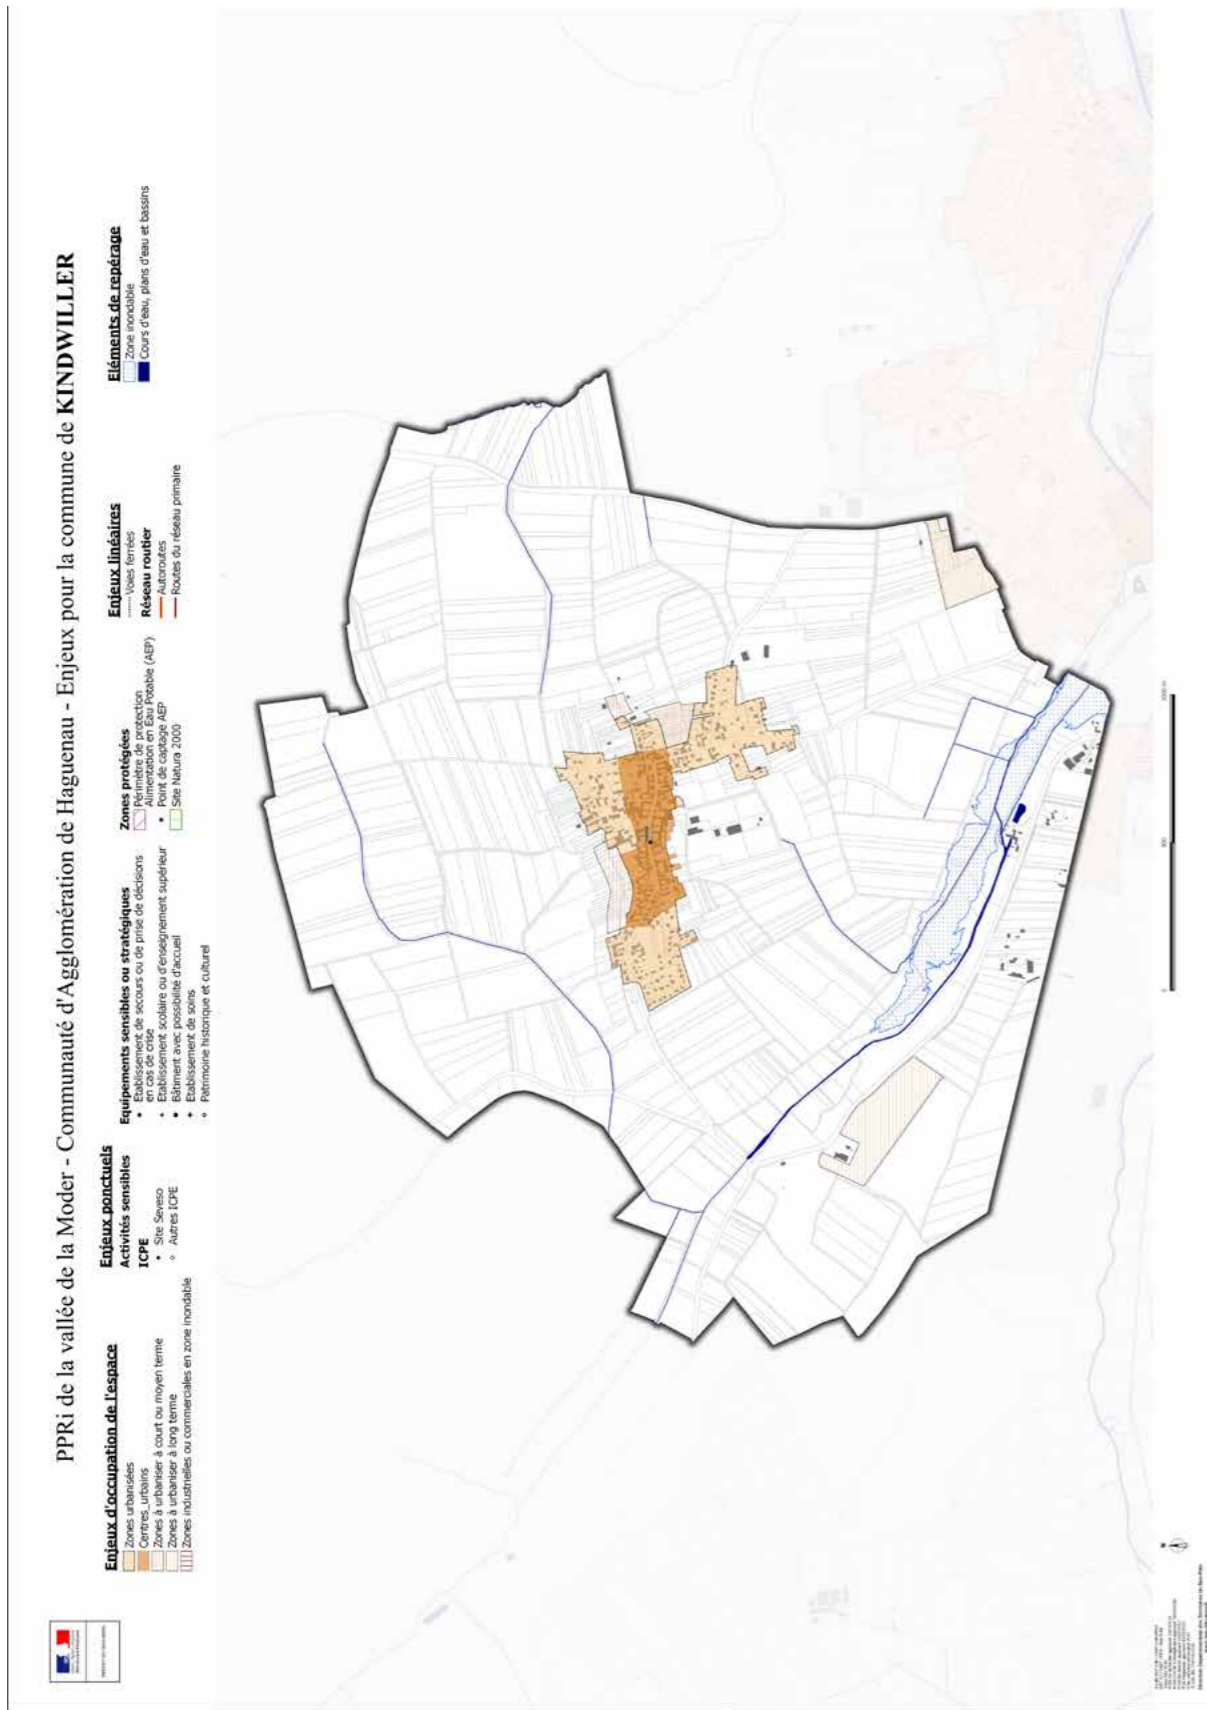 PPRi de la vallée de la Moder - Communauté d'Agglomération de Haguenau - Enjeux pour la commune de KINDWILLER
Enjeux d'occupation de l'espace
Zones urbanisées
Centres_urbains
Zones à urbaniser à court ou moyen terme
Zones à urbaniser à long terme
Zones industrielles ou commerciales en zone inondable
Enjeux ponctuels
Activités sensibles
ICPE
Site Seveso
Autres ICPE
Equipements sensibles ou stratégiques
Etablissement de secours ou de prise de décisions
en cas de crise
Etablissement scolaire ou d'enseignement supérieur
Bâtiment avec possibilité d'accueil
Etablissement de soins
Patrimoine historique et culturel
Zones protégées
Périmètre de protection
Alimentation en Eau Potable (AEP)
Point de captage AEP
Site Natura 2000
Enjeux linéaires
Voies ferrées
Réseau routier
Autoroutes
Routes du réseau primaire
Eléments de repérage
Zone inondable
Cours d'eau, plans d'eau et bassins